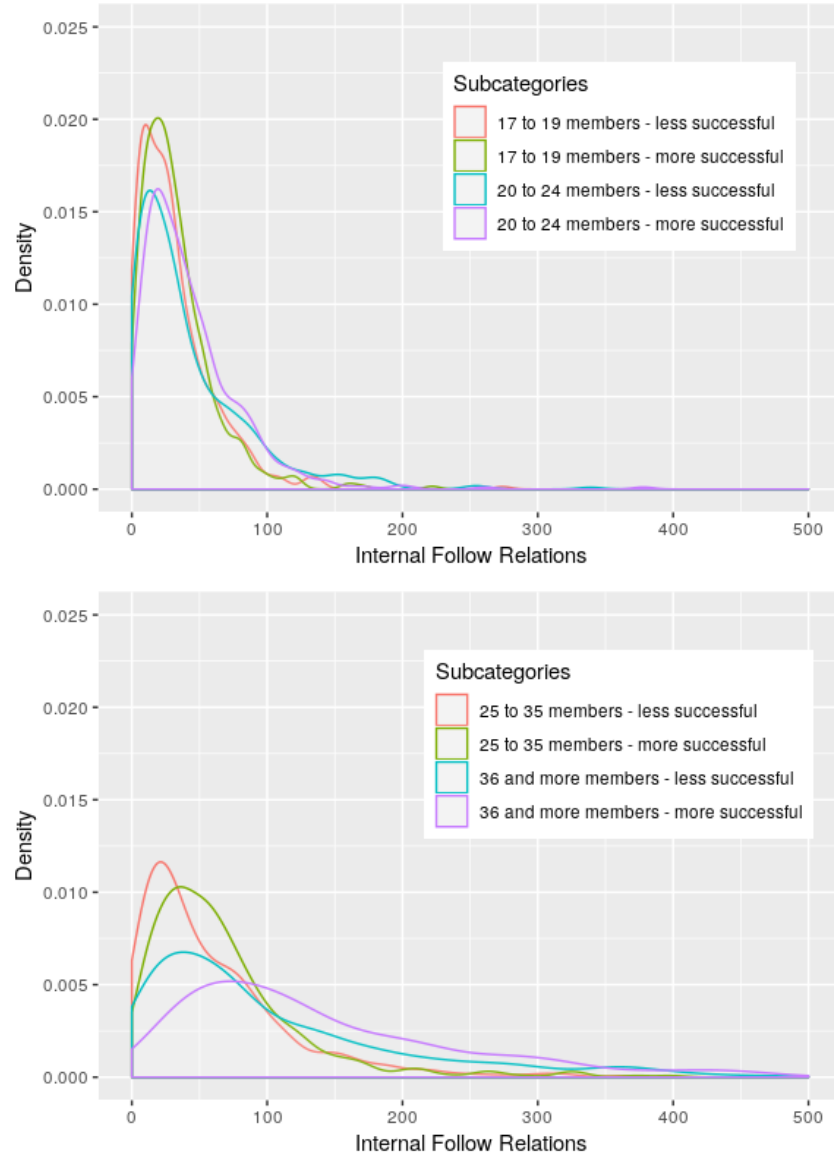 0.025
0.020
0.015
0.010
0.005
0.000
Density
Subcategories
17 to 19 members - less successful
17 to 19 members - more successful
20 to 24 members - less successful
20 to 24 members - more successful
0 100 200 300 400 500
Internal Follow Relations
0.025
0.020
0.015
0.010
0.005
0.000
Density
Subcategories
25 to 35 members - less successful
25 to 35 members - more successful
36 and more members - less successful
36 and more members - more successful
0 100 200 300 400 500
Internal Follow Relations